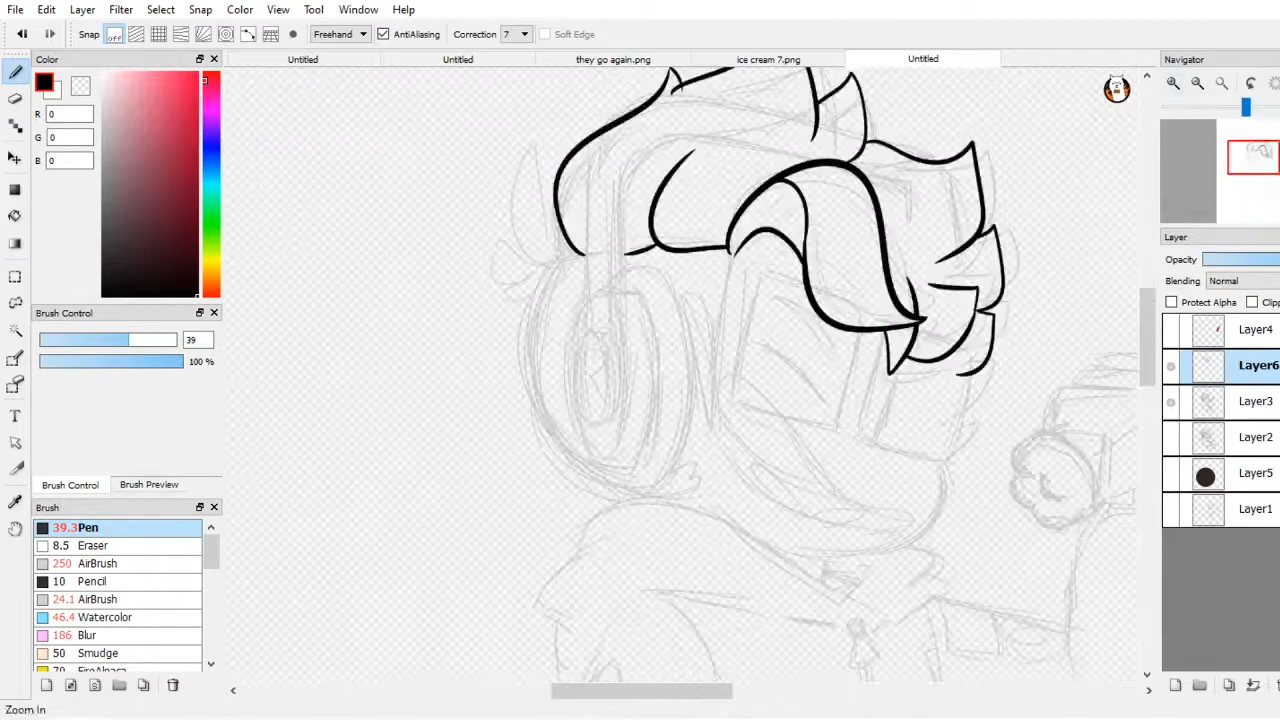 File Edit Layer Filter Select Snap Color View Tool Window Help
Snap off Freehand AntiAliasing Correction 7 Soft Edge
Color Untitled Untitled they go again.png ice cream 7.png Untitled Navigator
R 0
G 0
B 0
Layer
Opacity
Blending Normal
Protect Alpha Clip
Brush Control
39
100 %
Layer4
Layer6
Layer3
Layer2
Layer5
Layer1
Brush Control Brush Preview
Brush
39.3 Pen
8.5 Eraser
250 AirBrush
10 Pencil
24.1 AirBrush
46.4 Watercolor
186 Blur
50 Smudge
70 FireAlpaca
Zoom In